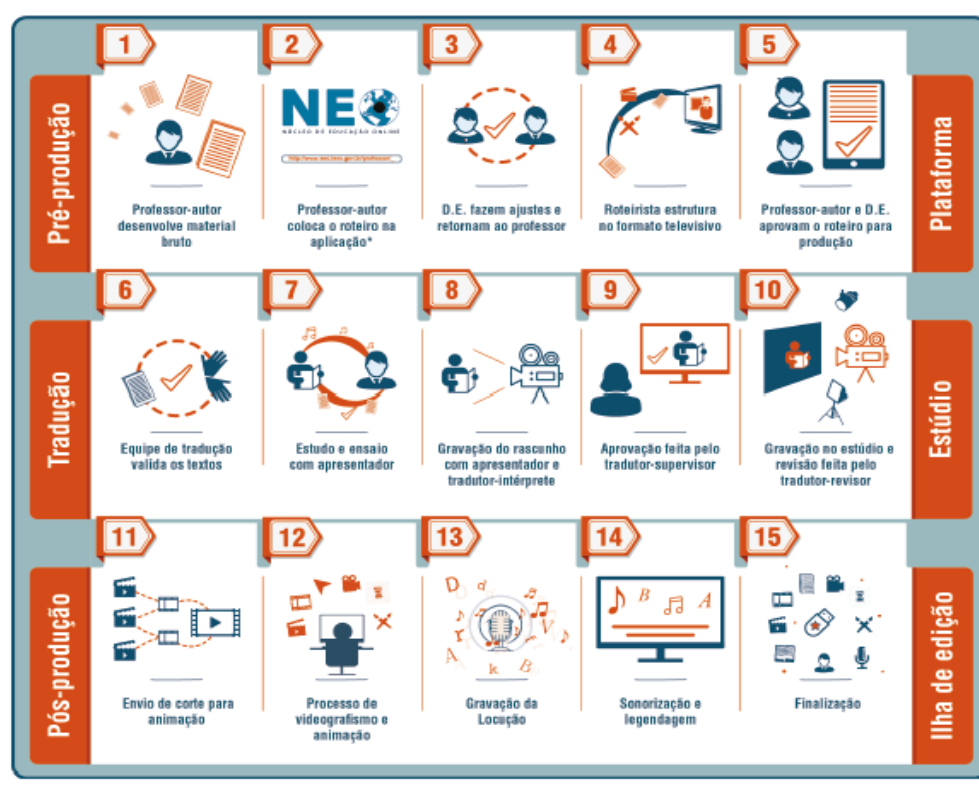 1
2
3
4
5
Pré-produção
NEO
NÚCLEO DE EDUCAÇÃO ONLINE
Professor-autor
desenvolve material
bruto
Professor-autor
coloca o roteiro na
aplicação*
D.E. fazem ajustes e
retornam ao professor
Roteirista estrutura
no formato televisivo
Professor-autor e D.E.
aprovam o roteiro para
produção
Plataforma
6
7
8
9
10
Tradução
Equipe de tradução
valida os textos
Estudo e ensaio
com apresentador
Gravação do rascunho
com apresentador e
tradutor-intérprete
Aprovação feita pelo
tradutor-supervisor
Gravação no estúdio e
revisão feita pelo
tradutor-revisor
Estúdio
11
12
13
14
15
Pós-produção
D d
r V
A k B
B A
Envio de corte para
animação
Processo de
videografismo e
animação
Gravação da
Locução
Sonorização e
legendagem
Finalização
Ilha de edição